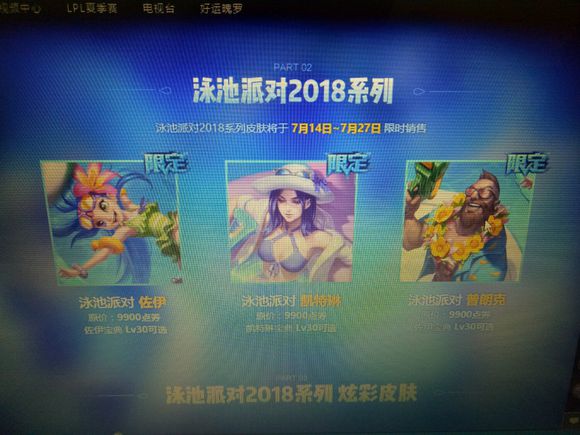 视频中心 LPL夏季赛 电视台 好运魄罗
PART 02
泳池派对2018系列
泳池派对2018系列皮肤将于 7月14日~7月27日 限时销售
限定 限定 限定
泳池派对 佐伊 泳池派对 凯特琳 泳池派对 普朗克
原价：9900点券 原价：9900点券 原价：9900点券
佐伊宝典 Lv30可选 凯特琳宝典 Lv30可选 佐伊宝典 Lv30可选
PART 03
泳池派对2018系列 炫彩皮肤